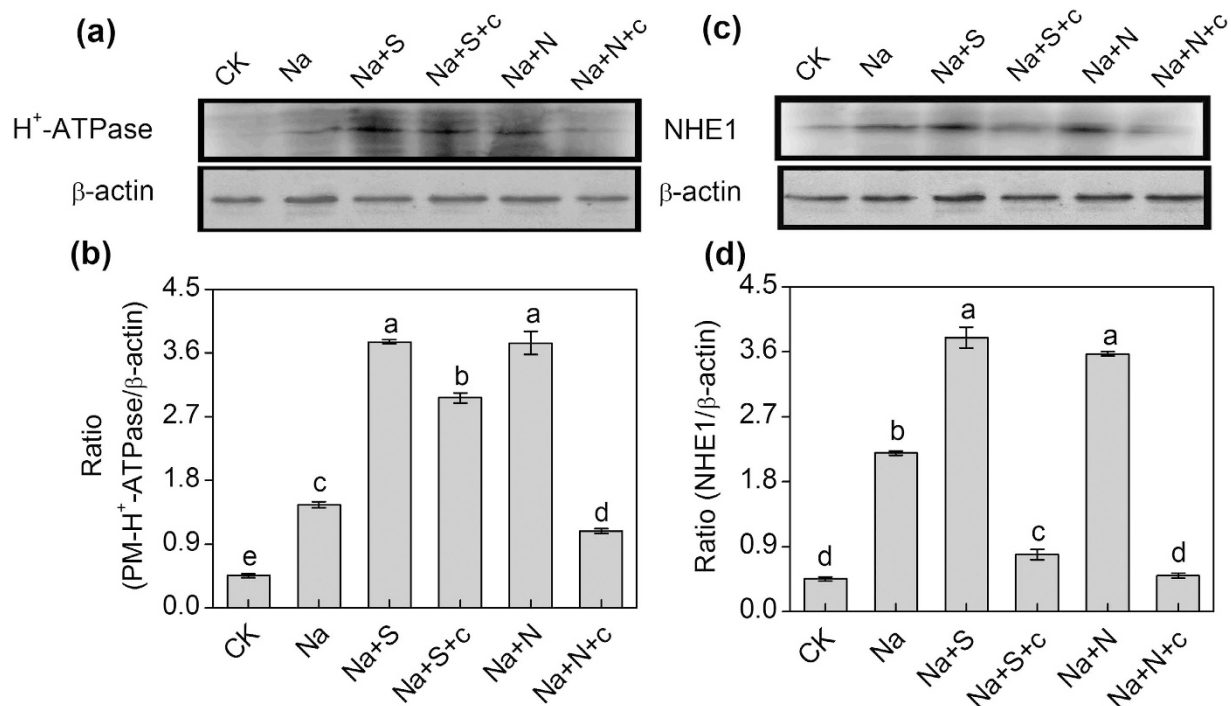 (a)
CK Na Na+S Na+S+c Na+N Na+N+c
H⁺-ATPase
β-actin
(c)
CK Na Na+S Na+S+c Na+N Na+N+c
NHE1
β-actin
(b)
Ratio
(PM-H⁺-ATPase/β-actin)
4.5
3.6
2.7
1.8
0.9
0.0
e c a b a d
CK Na Na+S Na+S+c Na+N Na+N+c
(d)
Ratio (NHE1/β-actin)
4.5
3.6
2.7
1.8
0.9
0.0
d b a c a d
CK Na Na+S Na+S+c Na+N Na+N+c